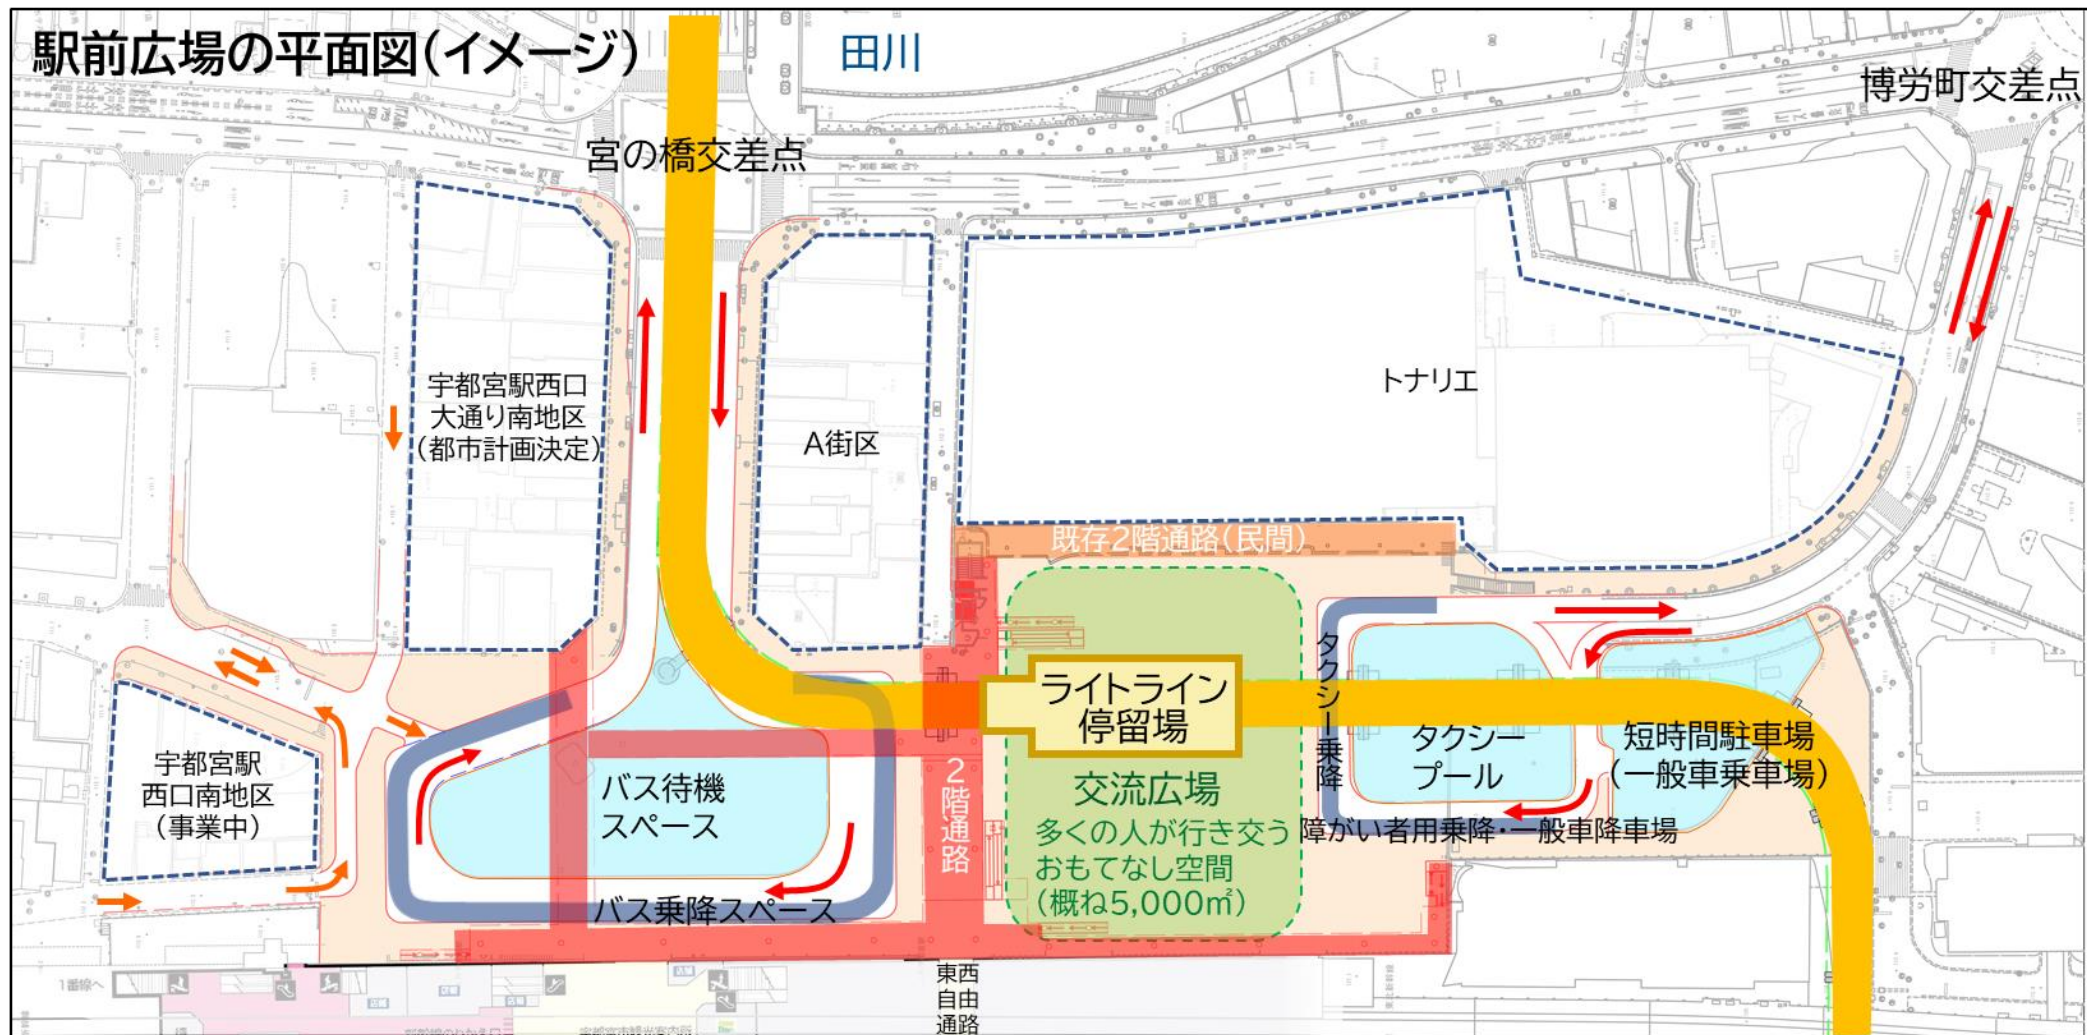 駅前広場の平面図(イメージ)
田川
博労町交差点
宮の橋交差点
宇都宮駅西口
大通り南地区
(都市計画決定)
A街区
トナリエ
既存2階通路(民間)
ライトライン
停留場
タクシー乗降
タクシー
プール
短時間駐車場
(一般車乗車場)
宇都宮駅
西口南地区
(事業中)
バス待機
スペース
2階通路
交流広場
多くの人が行き交う
おもてなし空間
(概ね5,000㎡)
障がい者用乗降・一般車降車場
バス乗降スペース
東西
自由
通路
1番線へ